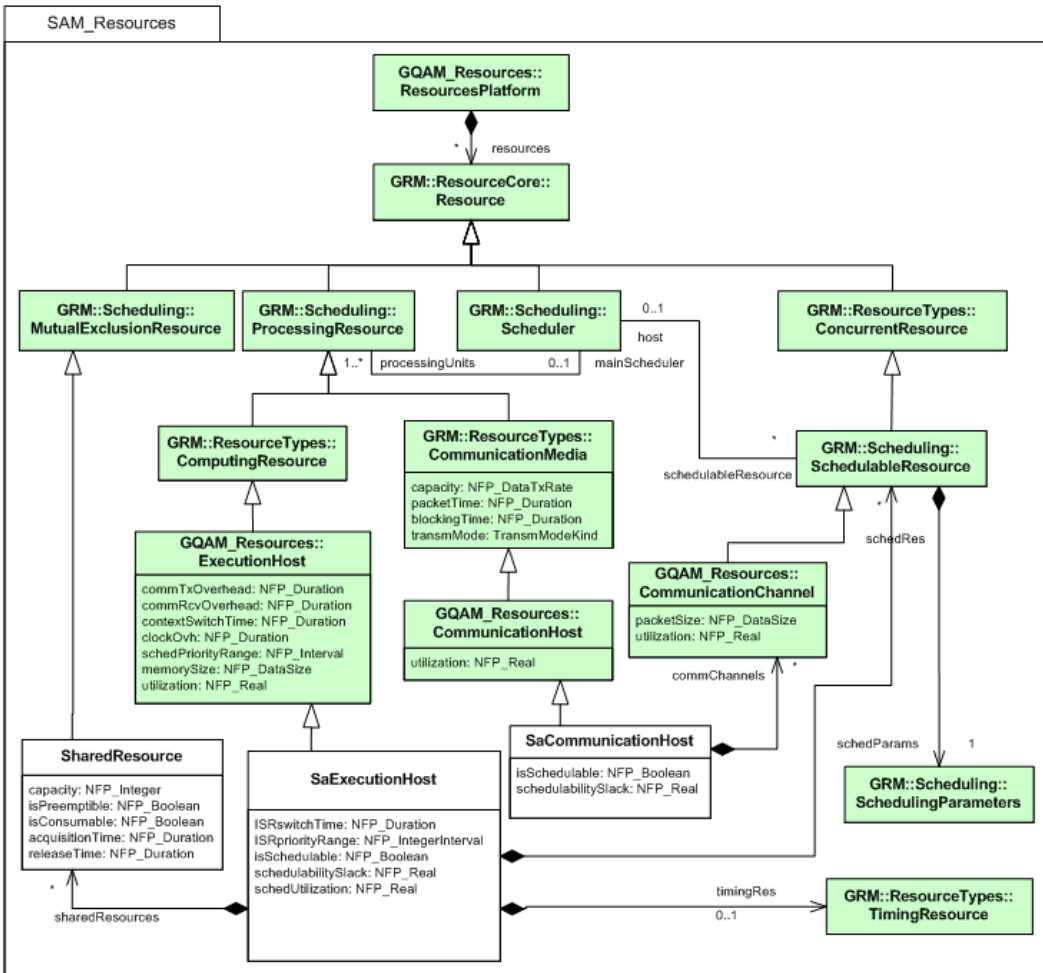 SAM_Resources
GQAM_Resources::
ResourcesPlatform
*
resources
GRM::ResourceCore::
Resource
GRM::Scheduling::
MutualExclusionResource
GRM::Scheduling::
ProcessingResource
GRM::Scheduling::
Scheduler
GRM::ResourceTypes::
ConcurrentResource
0..1
host
1..*
processingUnits
0..1
mainScheduler
GRM::ResourceTypes::
ComputingResource
GRM::ResourceTypes::
CommunicationMedia
capacity: NFP_DataTxRate
packetTime: NFP_Duration
blockingTime: NFP_Duration
transmMode: TransmModeKind
*
schedulableResource
GRM::Scheduling::
SchedulableResource
*
schedRes
GQAM_Resources::
ExecutionHost
commTxOverhead: NFP_Duration
commRcvOverhead: NFP_Duration
contextSwitchTime: NFP_Duration
clockOvh: NFP_Duration
schedPriorityRange: NFP_Interval
memorySize: NFP_DataSize
utilization: NFP_Real
GQAM_Resources::
CommunicationHost
utilization: NFP_Real
GQAM_Resources::
CommunicationChannel
packetSize: NFP_DataSize
utilization: NFP_Real
commChannels
*
SharedResource
capacity: NFP_Integer
isPreemptible: NFP_Boolean
isConsumable: NFP_Boolean
acquisitionTime: NFP_Duration
releaseTime: NFP_Duration
SaExecutionHost
ISRswitchTime: NFP_Duration
ISRpriorityRange: NFP_IntegerInterval
isSchedulable: NFP_Boolean
schedulabilitySlack: NFP_Real
schedUtilization: NFP_Real
SaCommunicationHost
isSchedulable: NFP_Boolean
schedulabilitySlack: NFP_Real
schedParams
1
GRM::Scheduling::
SchedulingParameters
*
sharedResources
timingRes
0..1
GRM::ResourceTypes::
TimingResource